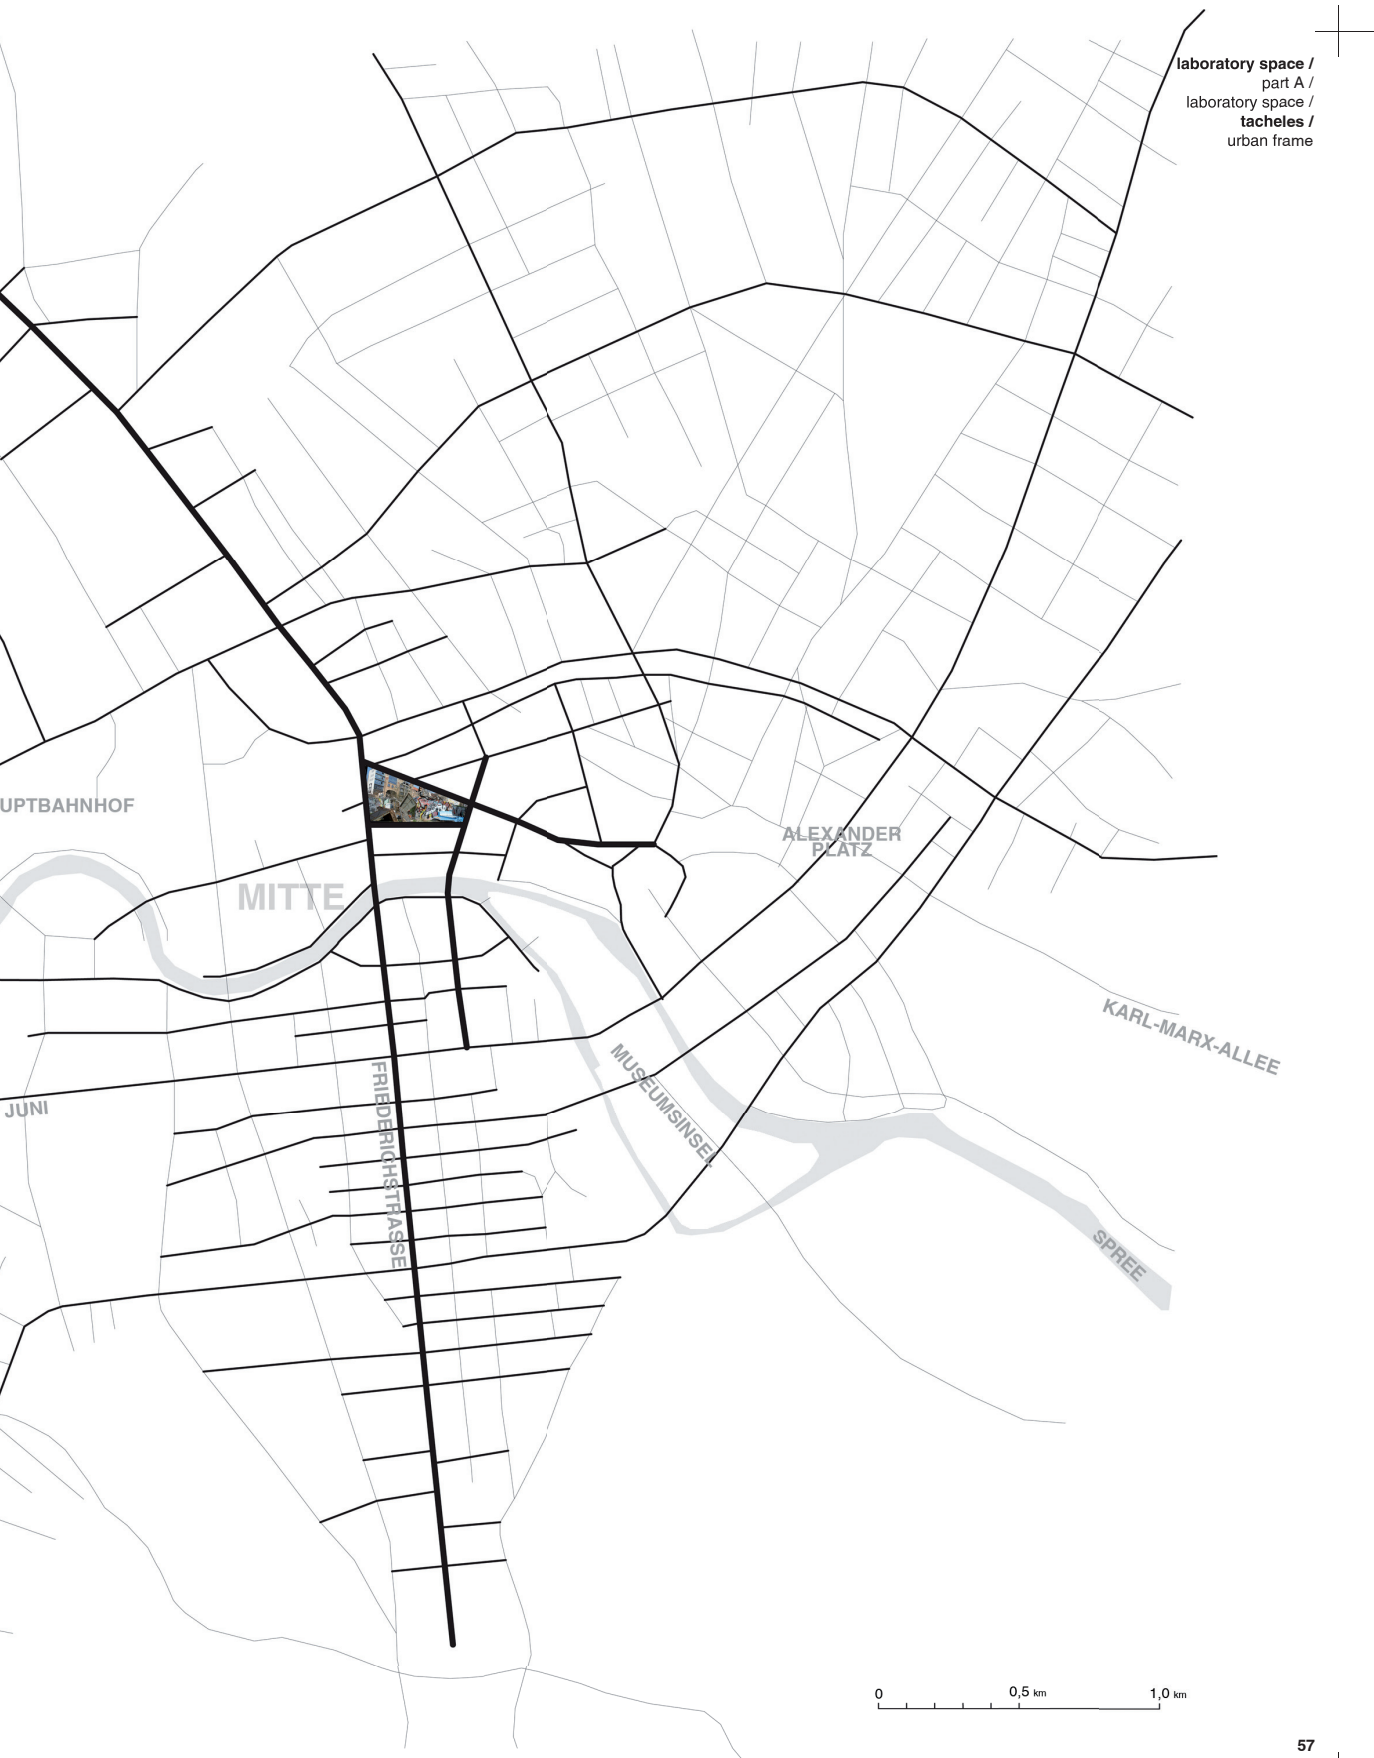 laboratory space /
part A /
laboratory space /
tacheles /
urban frame
UPTBAHNHOF
ALEXANDER
PLATZ
MITTE
KARL-MARX-ALLEE
MUSEUMSINSEL
FRIEDERICHSTRASSE
JUNI
SPREE
0 0,5 km 1,0 km
57